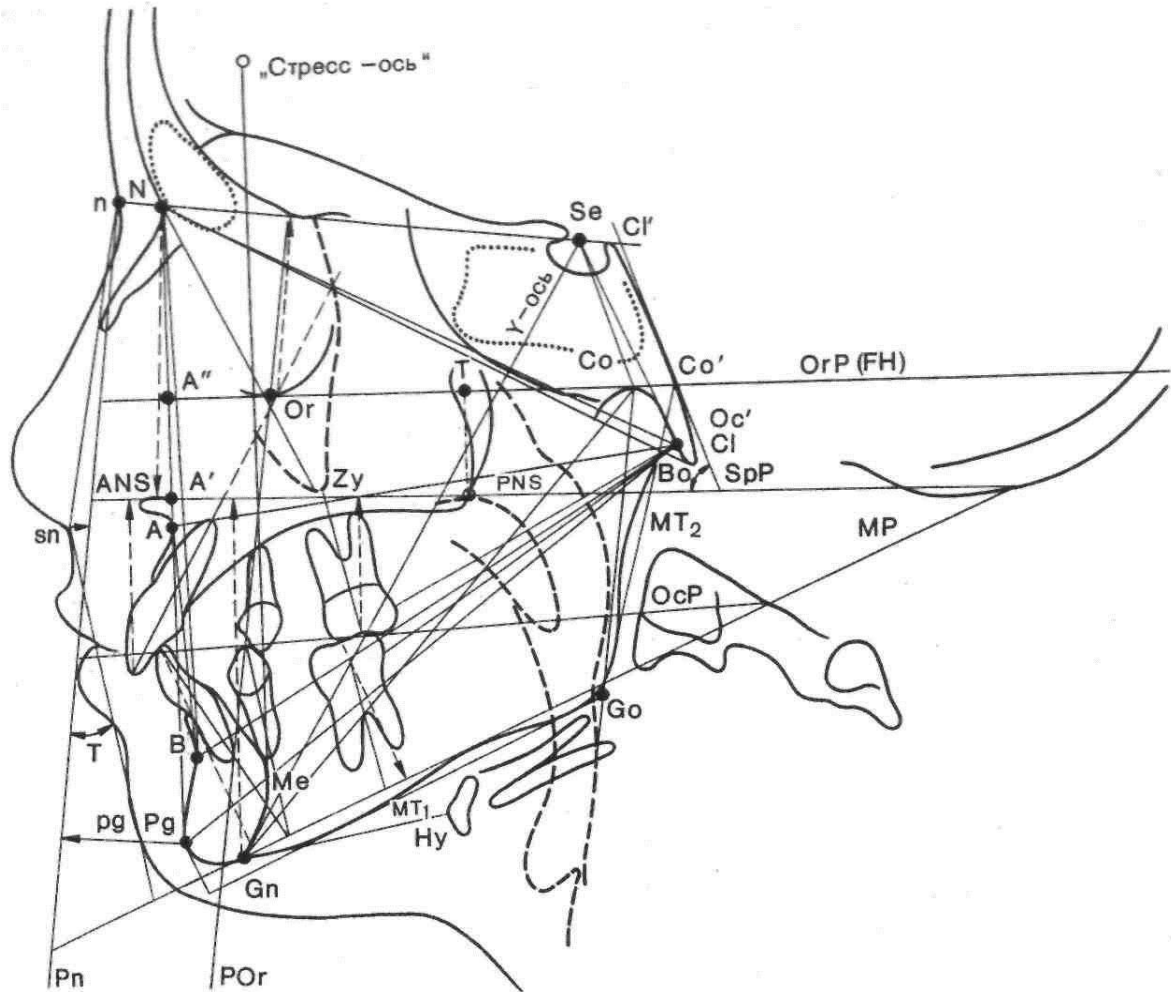 „Стресс – ось“
n
N
Se
Cl′
Y – ось
Co
Co′
OrP (FH)
A″
Or
T
Oc′
Cl
ANS
A′
Zy
PNS
Bo
SpP
sn
A
MT₂
MP
OcP
Go
B
T
Me
MT₁
pg
Pg
Hy
Gn
Pn
POr